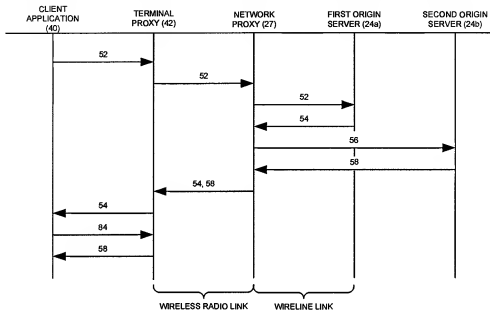 CLIENT
APPLICATION
(40)
TERMINAL
PROXY (42)
NETWORK
PROXY (27)
FIRST ORIGIN
SERVER (24a)
SECOND ORIGIN
SERVER (24b)
52
52
52
54
56
58
54, 58
54
84
58
WIRELESS RADIO LINK
WIRELINE LINK